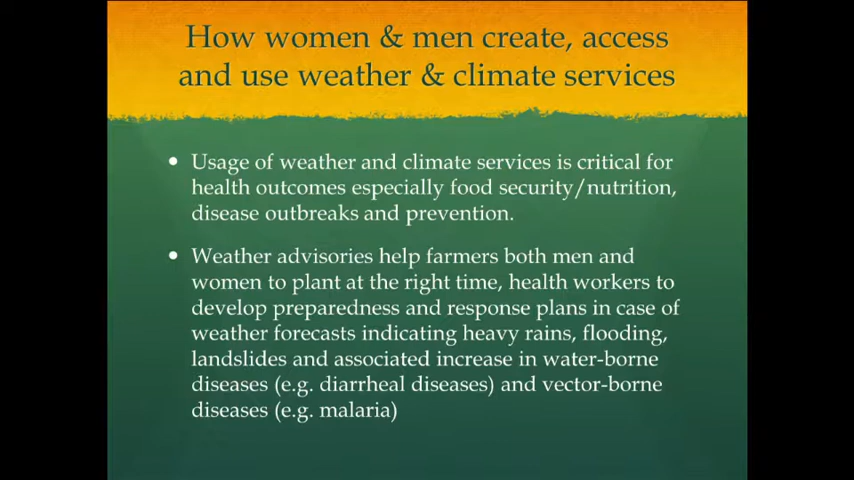 How women & men create, access
and use weather & climate services
• Usage of weather and climate services is critical for
health outcomes especially food security/nutrition,
disease outbreaks and prevention.
• Weather advisories help farmers both men and
women to plant at the right time, health workers to
develop preparedness and response plans in case of
weather forecasts indicating heavy rains, flooding,
landslides and associated increase in water-borne
diseases (e.g. diarrheal diseases) and vector-borne
diseases (e.g. malaria)